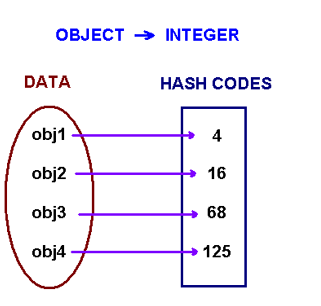 OBJECT → INTEGER
DATA HASH CODES
obj1 4
obj2 16
obj3 68
obj4 125